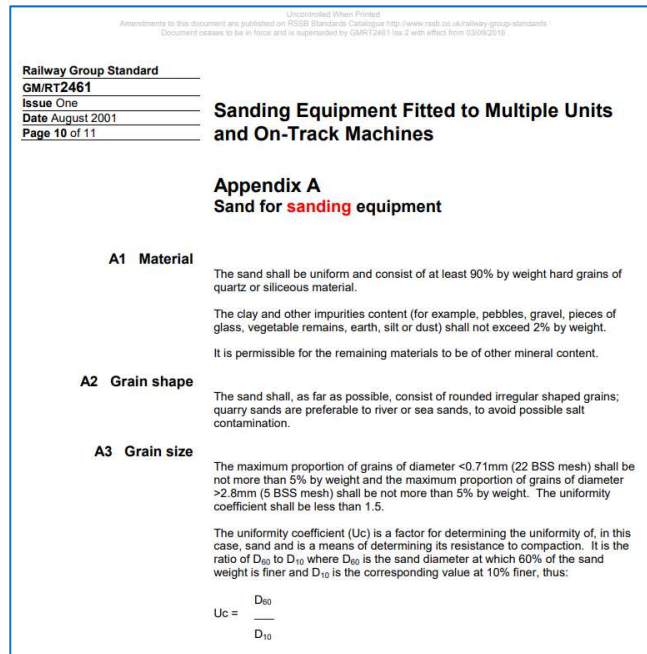 Uncontrolled When Printed
Amendments to this document are published on RSSB Standards Catalogue http://www.rssb.co.uk/railway-group-standards
Document ceases to be in force and is superseded by GMRT2461 Iss 2 with effect from 03/09/2016
Railway Group Standard
GM/RT2461
Issue One
Date August 2001
Page 10 of 11
Sanding Equipment Fitted to Multiple Units
and On-Track Machines
Appendix A
Sand for sanding equipment
A1 Material
The sand shall be uniform and consist of at least 90% by weight hard grains of
quartz or siliceous material.
The clay and other impurities content (for example, pebbles, gravel, pieces of
glass, vegetable remains, earth, silt or dust) shall not exceed 2% by weight.
It is permissible for the remaining materials to be of other mineral content.
A2 Grain shape
The sand shall, as far as possible, consist of rounded irregular shaped grains;
quarry sands are preferable to river or sea sands, to avoid possible salt
contamination.
A3 Grain size
The maximum proportion of grains of diameter <0.71mm (22 BSS mesh) shall be
not more than 5% by weight and the maximum proportion of grains of diameter
>2.8mm (5 BSS mesh) shall be not more than 5% by weight. The uniformity
coefficient shall be less than 1.5.
The uniformity coefficient (Uc) is a factor for determining the uniformity of, in this
case, sand and is a means of determining its resistance to compaction. It is the
ratio of D60 to D10 where D60 is the sand diameter at which 60% of the sand
weight is finer and D10 is the corresponding value at 10% finer, thus:
D60
Uc = ___
D10